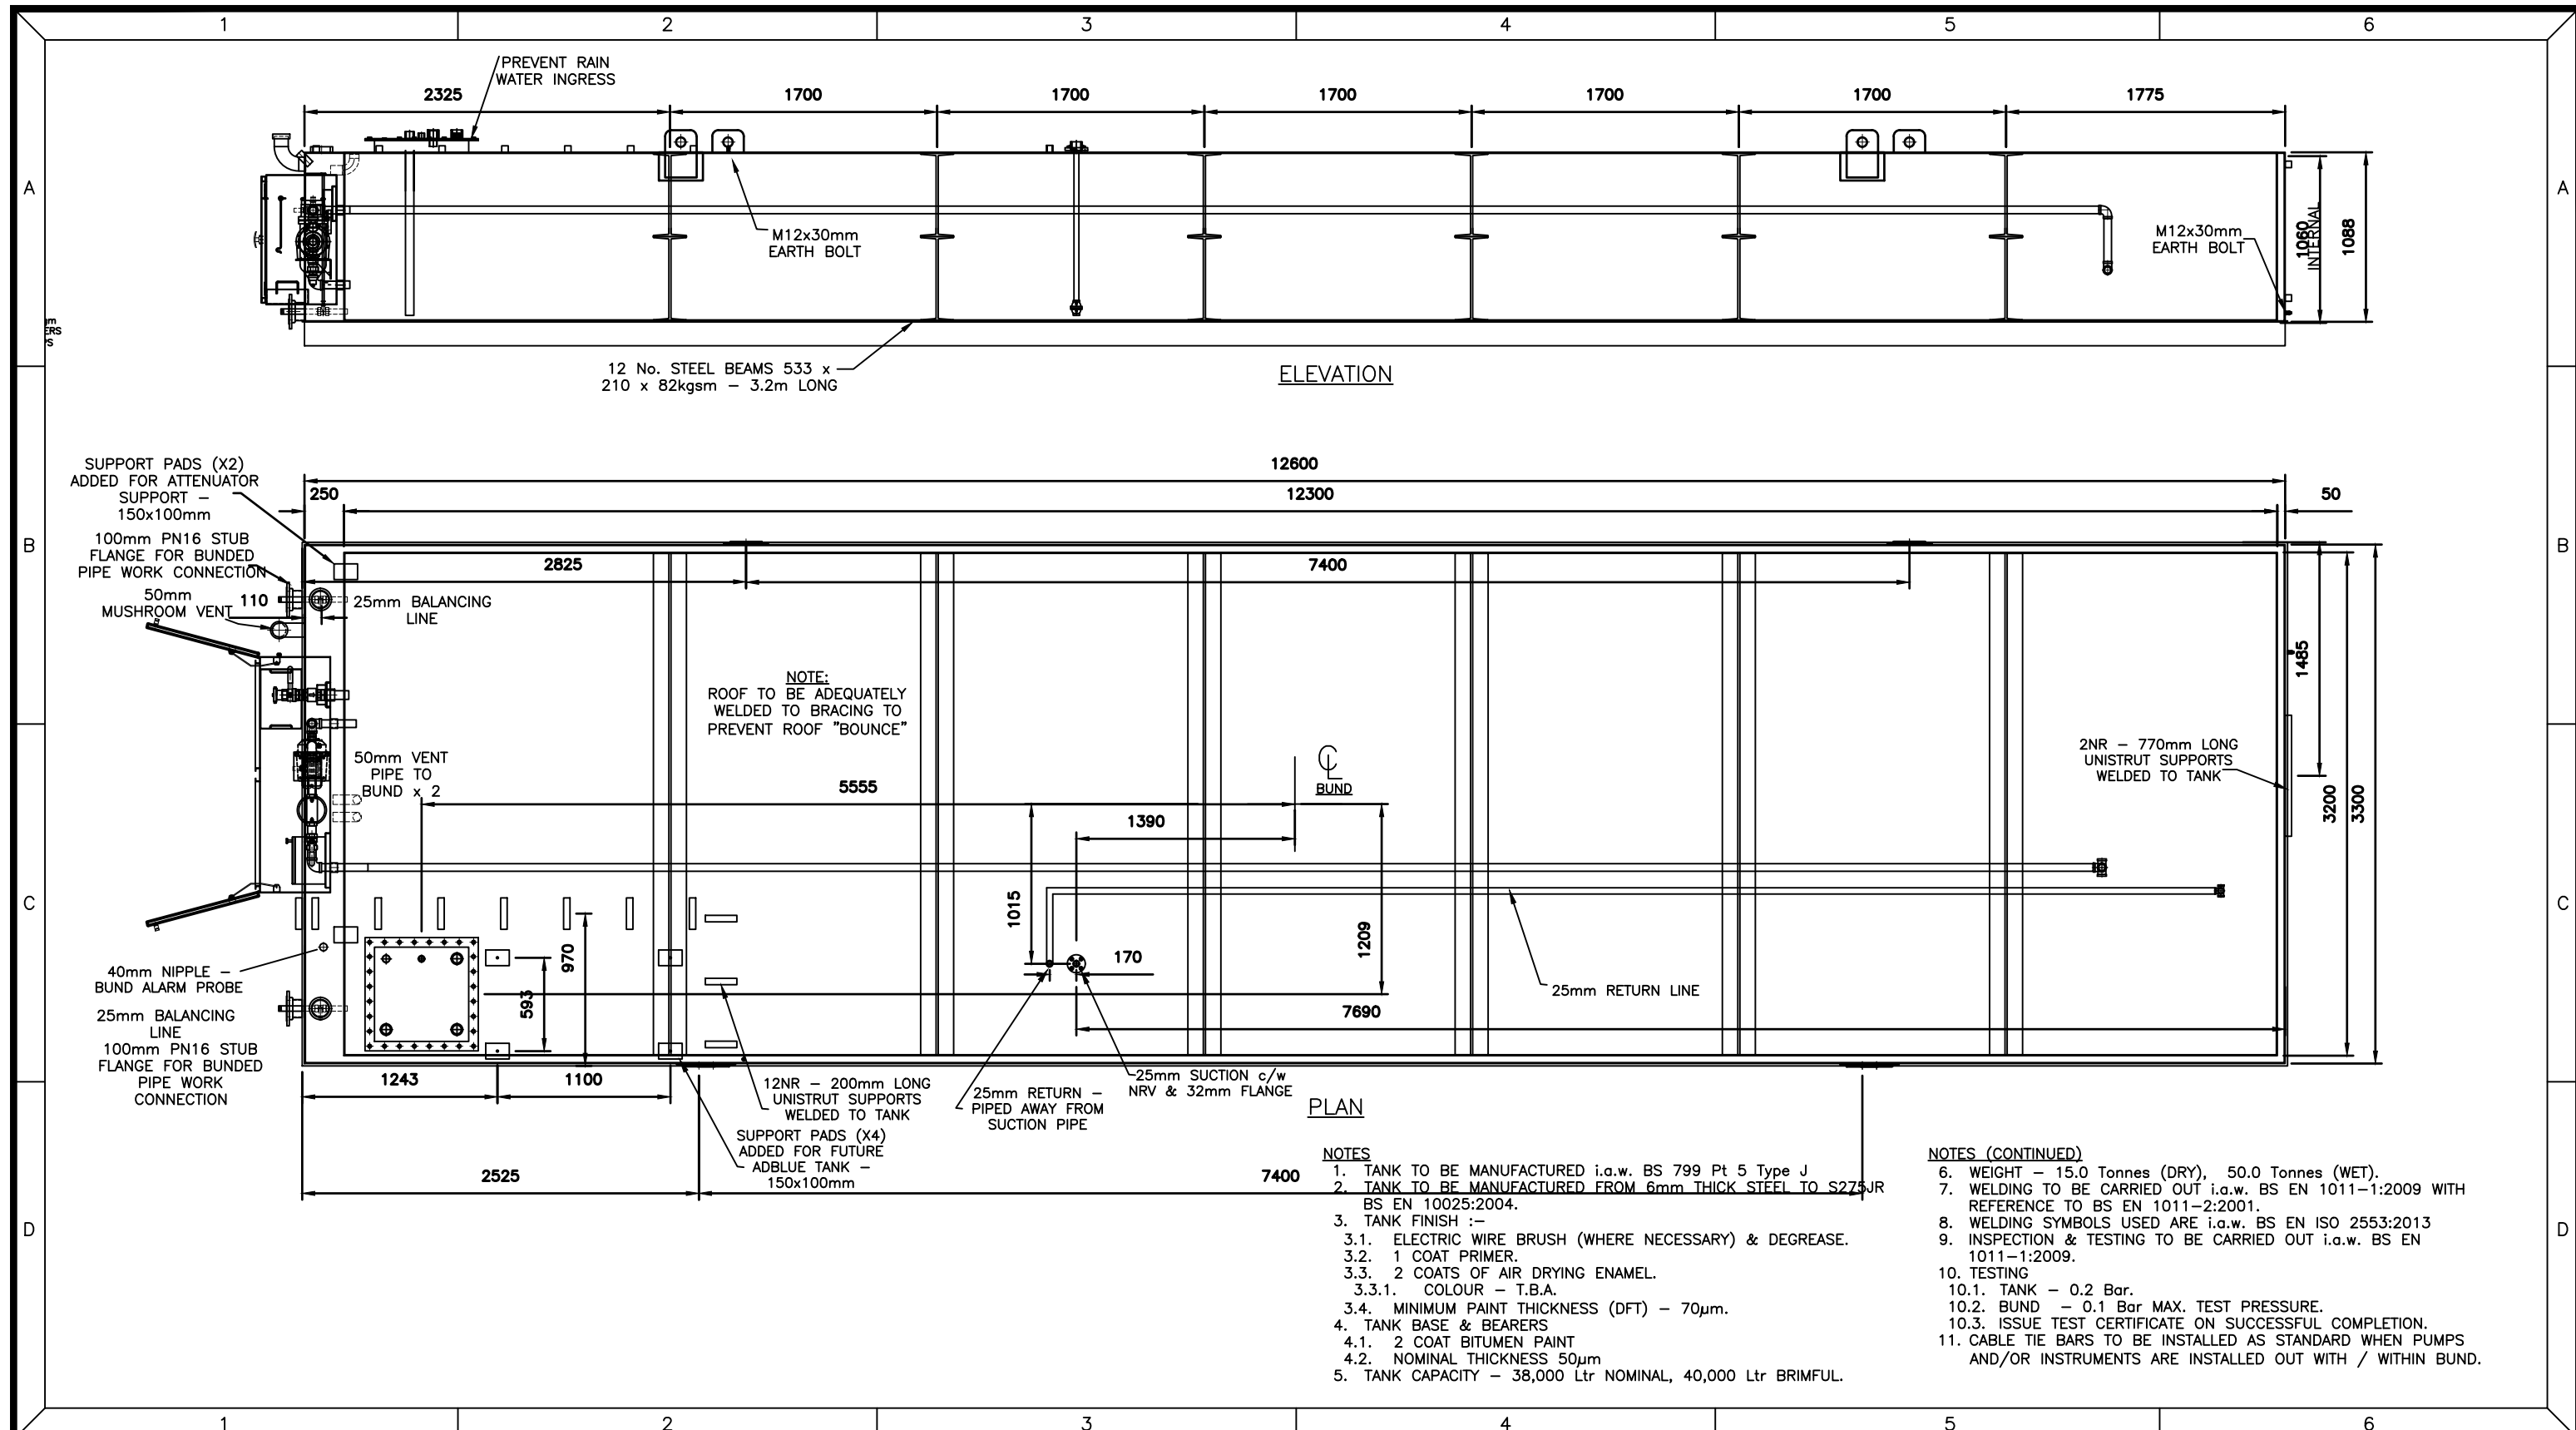 1 2 3 4 5 6
PREVENT RAIN
WATER INGRESS
2325 1700 1700 1700 1700 1700 1775
A A
M12x30mm
EARTH BOLT
M12x30mm
EARTH BOLT
1060
INTERNAL
1088
12 No. STEEL BEAMS 533 x
210 x 82kgsm – 3.2m LONG
ELEVATION
12600
SUPPORT PADS (X2)
ADDED FOR ATTENUATOR
SUPPORT –
150x100mm
250 12300 50
100mm PN16 STUB
FLANGE FOR BUNDED
PIPE WORK CONNECTION
B B
2825 7400
50mm
MUSHROOM VENT
110
25mm BALANCING
LINE
1485
NOTE:
ROOF TO BE ADEQUATELY
WELDED TO BRACING TO
PREVENT ROOF "BOUNCE"
50mm VENT
PIPE TO
BUND x 2
CL
BUND
2NR – 770mm LONG
UNISTRUT SUPPORTS
WELDED TO TANK
5555
1390
3200
3300
C C
1015
1209
970
593
170
40mm NIPPLE –
BUND ALARM PROBE
25mm RETURN LINE
7690
25mm BALANCING
LINE
100mm PN16 STUB
FLANGE FOR BUNDED
PIPE WORK
CONNECTION
1243 1100
12NR – 200mm LONG
UNISTRUT SUPPORTS
WELDED TO TANK
25mm RETURN –
PIPED AWAY FROM
SUCTION PIPE
25mm SUCTION c/w
NRV & 32mm FLANGE
PLAN
SUPPORT PADS (X4)
ADDED FOR FUTURE
ADBLUE TANK –
150x100mm
2525 7400
D D
NOTES
1. TANK TO BE MANUFACTURED i.a.w. BS 799 Pt 5 Type J
2. TANK TO BE MANUFACTURED FROM 6mm THICK STEEL TO S275JR
BS EN 10025:2004.
3. TANK FINISH :–
3.1. ELECTRIC WIRE BRUSH (WHERE NECESSARY) & DEGREASE.
3.2. 1 COAT PRIMER.
3.3. 2 COATS OF AIR DRYING ENAMEL.
3.3.1. COLOUR – T.B.A.
3.4. MINIMUM PAINT THICKNESS (DFT) – 70µm.
4. TANK BASE & BEARERS
4.1. 2 COAT BITUMEN PAINT
4.2. NOMINAL THICKNESS 50µm
5. TANK CAPACITY – 38,000 Ltr NOMINAL, 40,000 Ltr BRIMFUL.
NOTES (CONTINUED)
6. WEIGHT – 15.0 Tonnes (DRY), 50.0 Tonnes (WET).
7. WELDING TO BE CARRIED OUT i.a.w. BS EN 1011–1:2009 WITH
REFERENCE TO BS EN 1011–2:2001.
8. WELDING SYMBOLS USED ARE i.a.w. BS EN ISO 2553:2013
9. INSPECTION & TESTING TO BE CARRIED OUT i.a.w. BS EN
1011–1:2009.
10. TESTING
10.1. TANK – 0.2 Bar.
10.2. BUND – 0.1 Bar MAX. TEST PRESSURE.
10.3. ISSUE TEST CERTIFICATE ON SUCCESSFUL COMPLETION.
11. CABLE TIE BARS TO BE INSTALLED AS STANDARD WHEN PUMPS
AND/OR INSTRUMENTS ARE INSTALLED OUT WITH / WITHIN BUND.
1 2 3 4 5 6